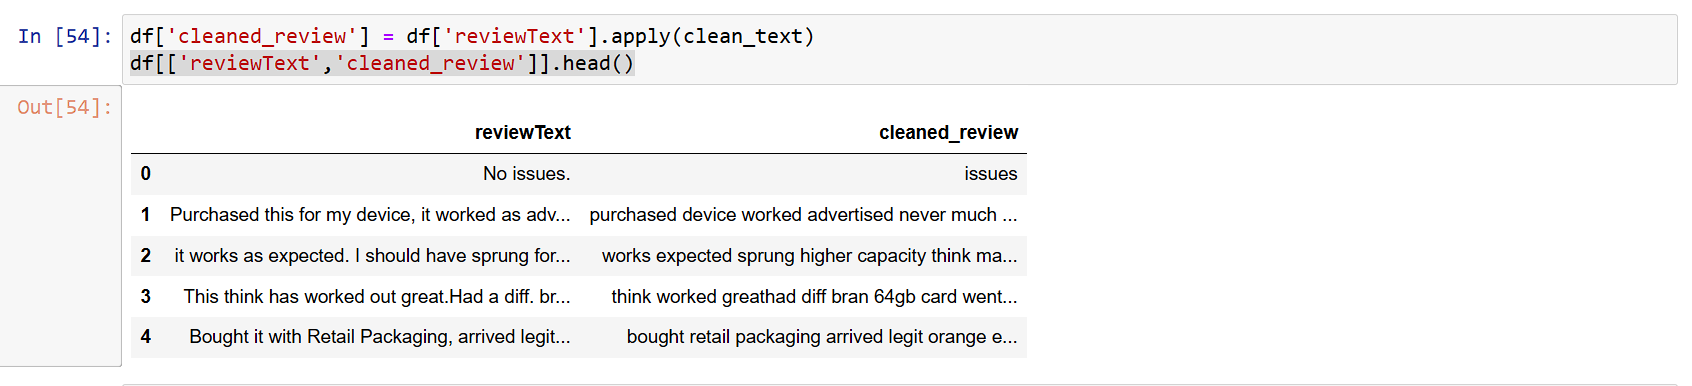 In [54]: df['cleaned_review'] = df['reviewText'].apply(clean_text)
df[['reviewText','cleaned_review']].head()
Out[54]:
reviewText cleaned_review
0 No issues. issues
1 Purchased this for my device, it worked as adv... purchased device worked advertised never much ...
2 it works as expected. I should have sprung for... works expected sprung higher capacity think ma...
3 This think has worked out great.Had a diff. br... think worked greathad diff bran 64gb card went...
4 Bought it with Retail Packaging, arrived legit... bought retail packaging arrived legit orange e...